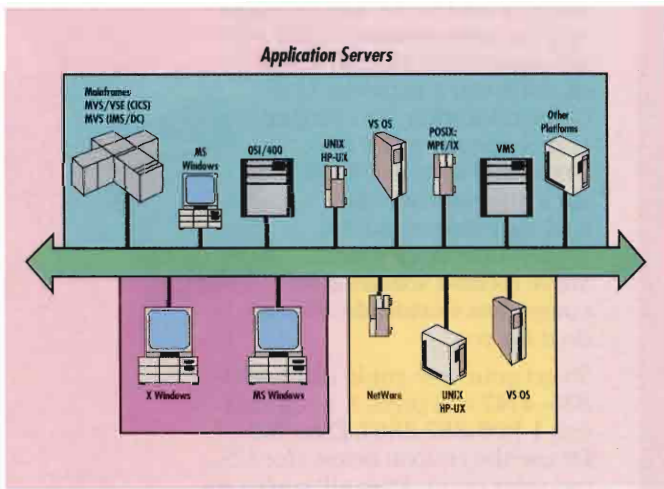 Application Servers
Mainframes
MVS/VSE (CICS)
MVS (IMS/DC)
MS
Windows
OSI/400
UNIX
HP-UX
VS OS
POSIX:
MPE/IX
VMS
Other
Platforms
X Windows
MS Windows
NetWare
UNIX
HP-UX
VS OS